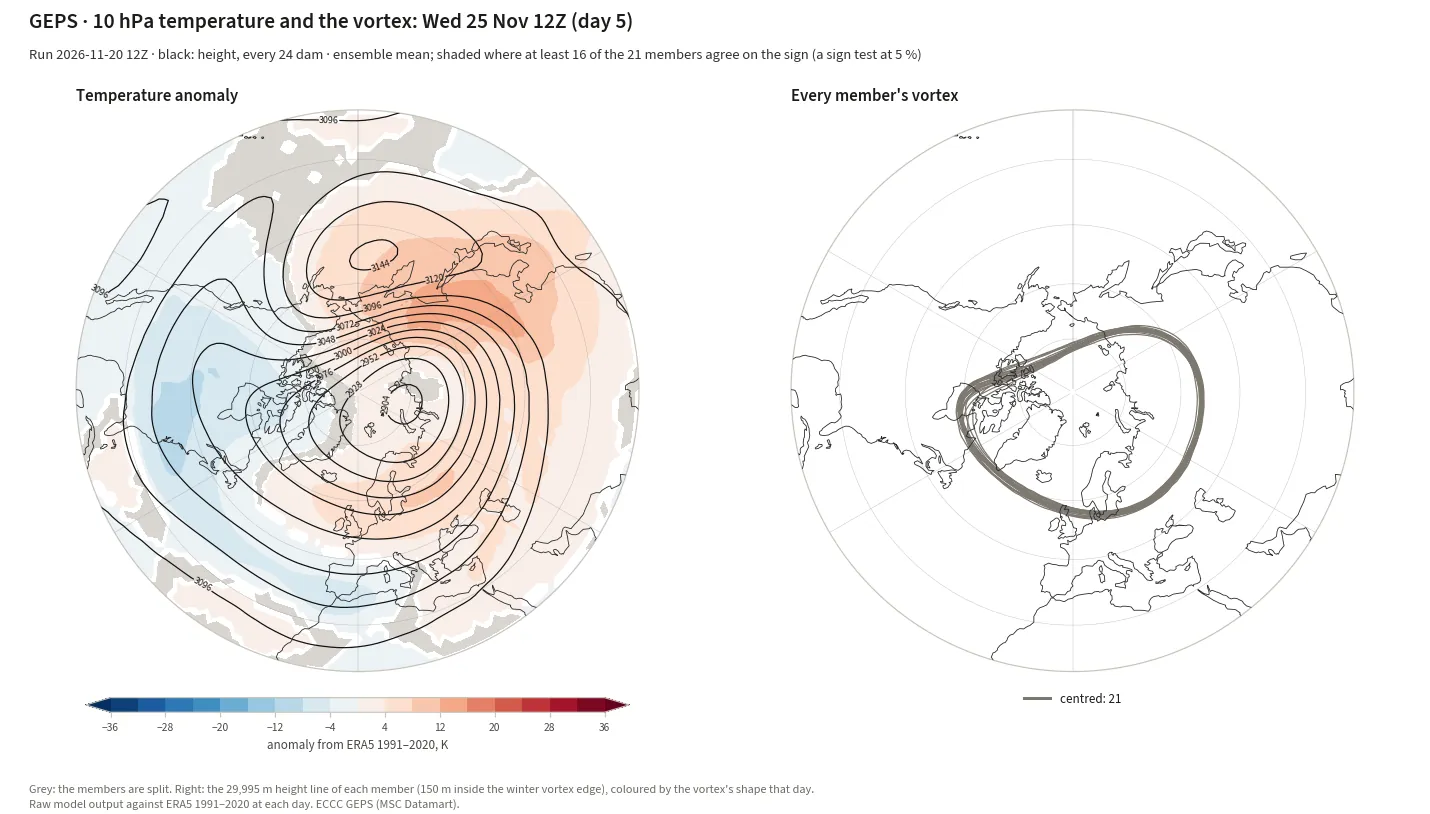 GEPS · 10 hPa temperature and the vortex: Wed 25 Nov 12Z (day 5)
Run 2026-11-20 12Z · black: height, every 24 dam · ensemble mean; shaded where at least 16 of the 21 members agree on the sign (a sign test at 5 %)
Temperature anomaly
Every member's vortex
3096
3144
3120
3096
3096
3072
3024
3048
3000
2952
2928
2904
3096
centred: 21
−36 −28 −20 −12 −4 4 12 20 28 36
anomaly from ERA5 1991–2020, K
Grey: the members are split. Right: the 29,995 m height line of each member (150 m inside the winter vortex edge), coloured by the vortex's shape that day.
Raw model output against ERA5 1991–2020 at each day. ECCC GEPS (MSC Datamart).